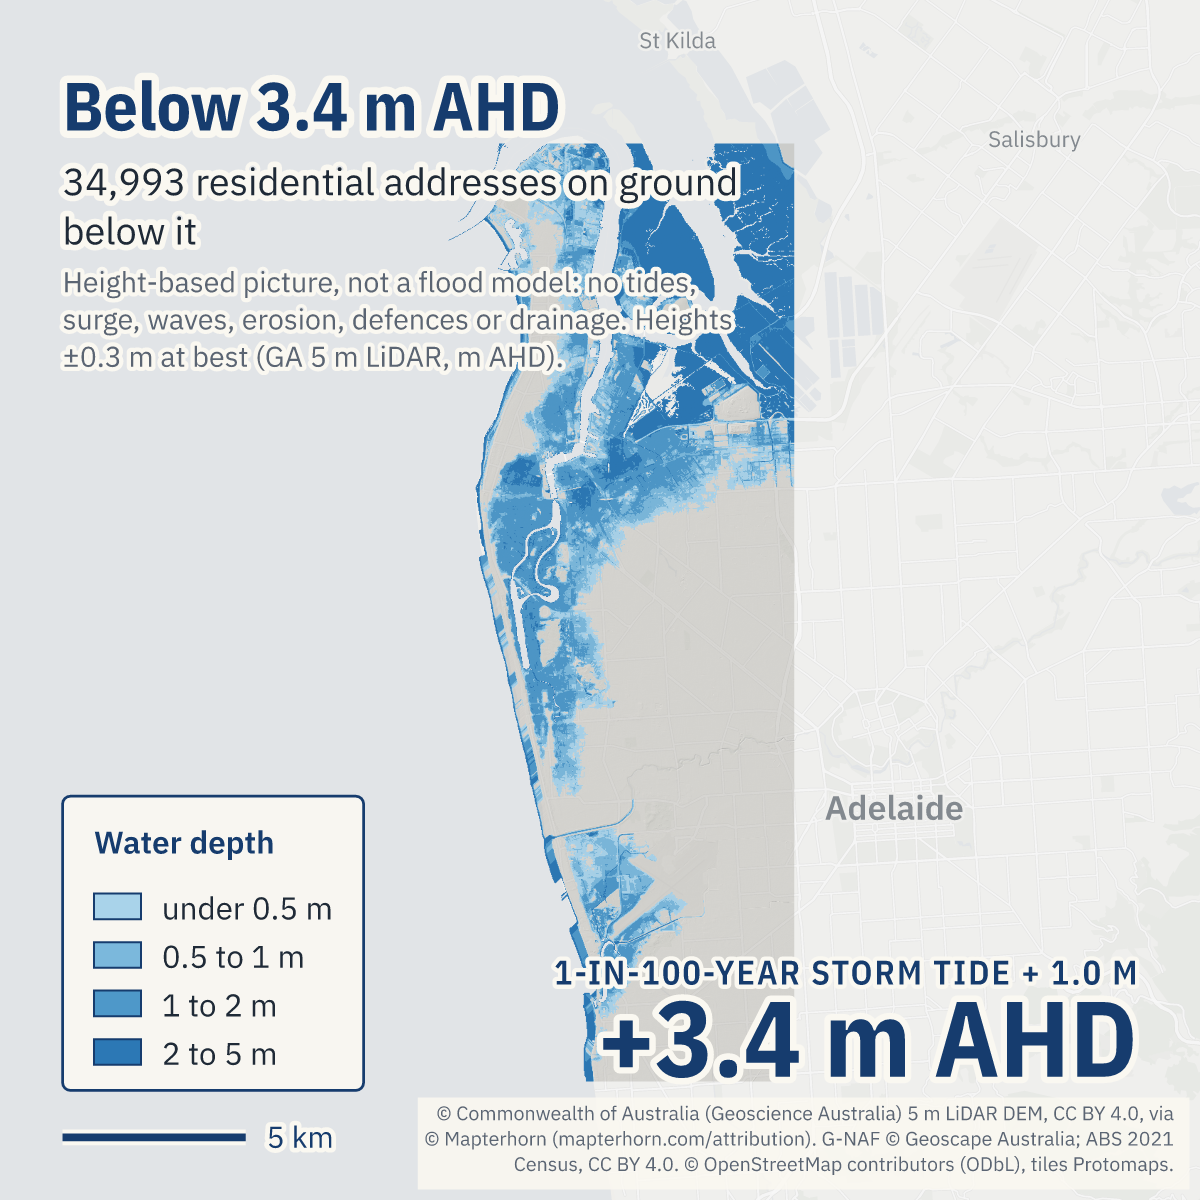 St Kilda
Below 3.4 m AHD
Salisbury
34,993 residential addresses on ground
below it
Height-based picture, not a flood model: no tides,
surge, waves, erosion, defences or drainage. Heights
±0.3 m at best (GA 5 m LiDAR, m AHD).
Adelaide
Water depth
under 0.5 m
0.5 to 1 m
1 to 2 m
2 to 5 m
5 km
1-IN-100-YEAR STORM TIDE + 1.0 M
+3.4 m AHD
© Commonwealth of Australia (Geoscience Australia) 5 m LiDAR DEM, CC BY 4.0, via
© Mapterhorn (mapterhorn.com/attribution). G-NAF © Geoscape Australia; ABS 2021
Census, CC BY 4.0. © OpenStreetMap contributors (ODbL), tiles Protomaps.